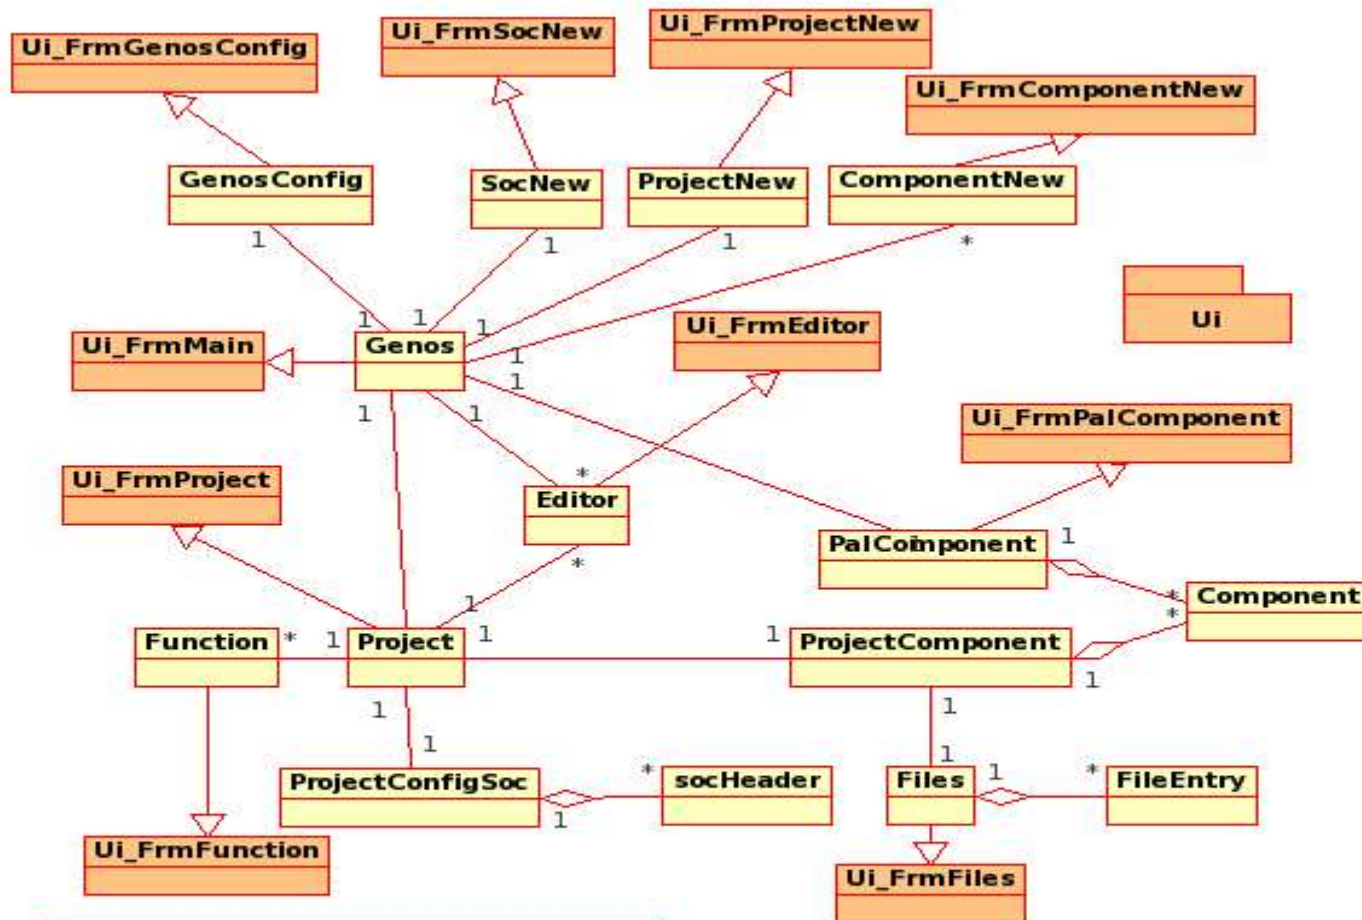 Ui_FrmGenosConfig
Ui_FrmSocNew
Ui_FrmProjectNew
Ui_FrmComponentNew
GenosConfig
SocNew
ProjectNew
ComponentNew
1
1
1
*
Ui
1
1
1
1
1
Ui_FrmMain
Genos
Ui_FrmEditor
1
1
Ui_FrmPalComponent
Ui_FrmProject
*
Editor
*
PalComponent
1
Component
*
*
1
Function
*
1
Project
1
1
ProjectComponent
1
1
1
1
1
ProjectConfigSoc
1
*
socHeader
Files
1
*
FileEntry
Ui_FrmFunction
Ui_FrmFiles